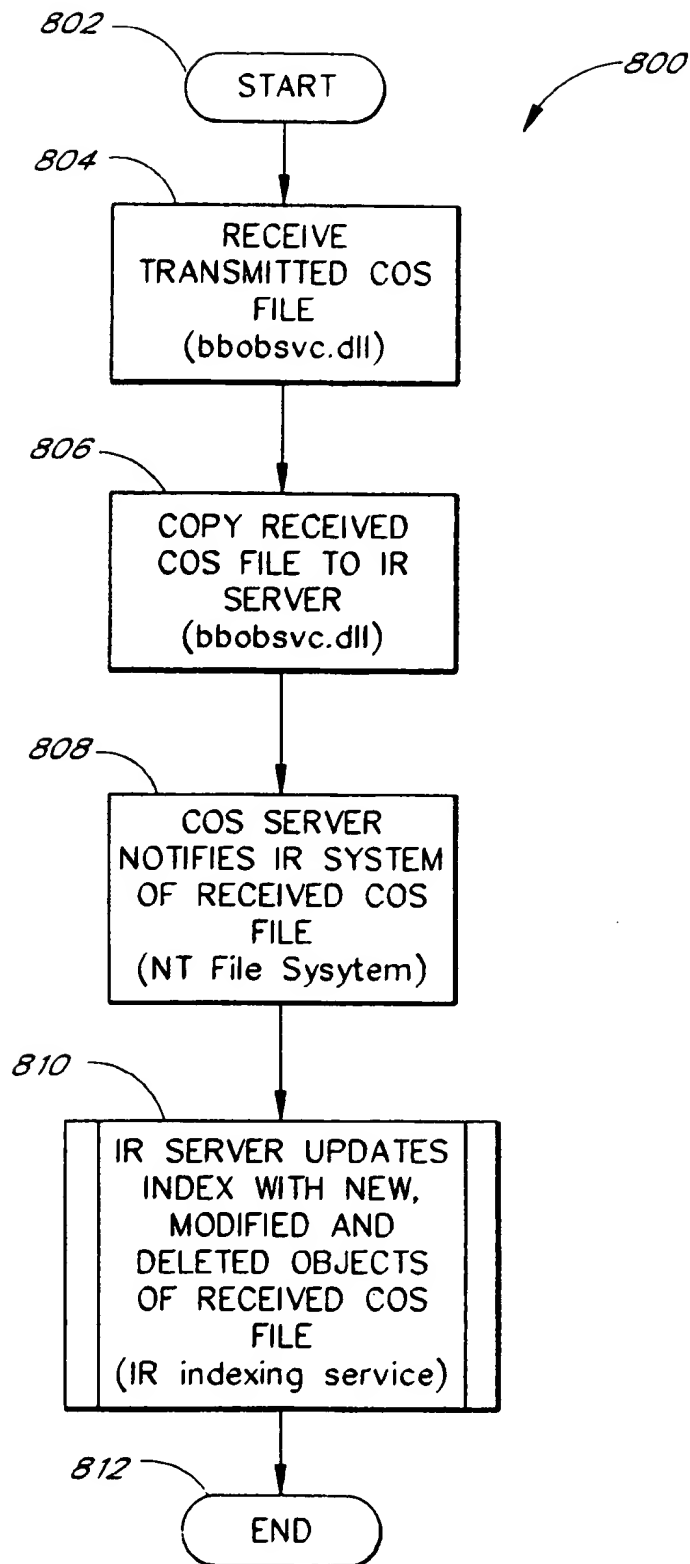 802
START
800
804
RECEIVE
TRANSMITTED COS
FILE
(bbobsvc.dll)
806
COPY RECEIVED
COS FILE TO IR
SERVER
(bbobsvc.dll)
808
COS SERVER
NOTIFIES IR SYSTEM
OF RECEIVED COS
FILE
(NT File Sysytem)
810
IR SERVER UPDATES
INDEX WITH NEW,
MODIFIED AND
DELETED OBJECTS
OF RECEIVED COS
FILE
(IR indexing service)
812
END